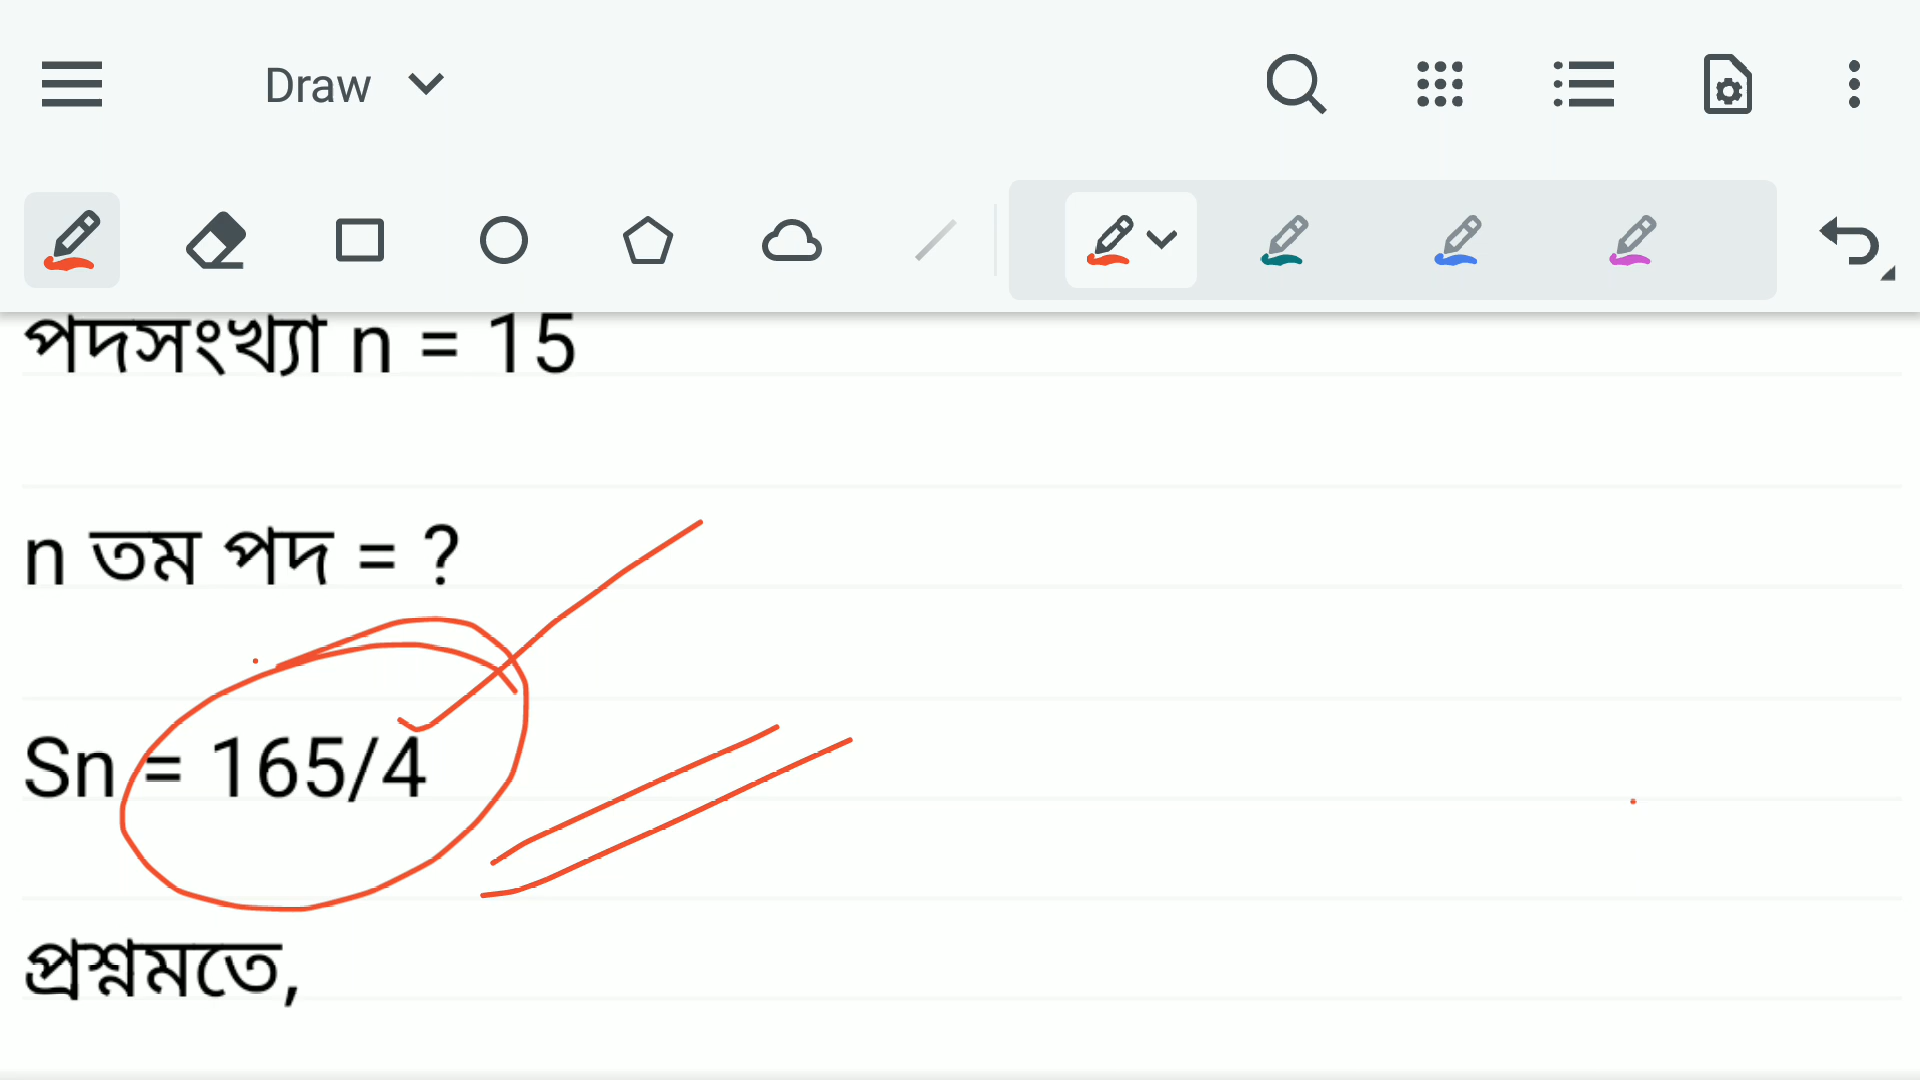 Draw
পদসংখ্যা n = 15
n তম পদ = ?
Sn = 165/4
প্রশ্নমতে,